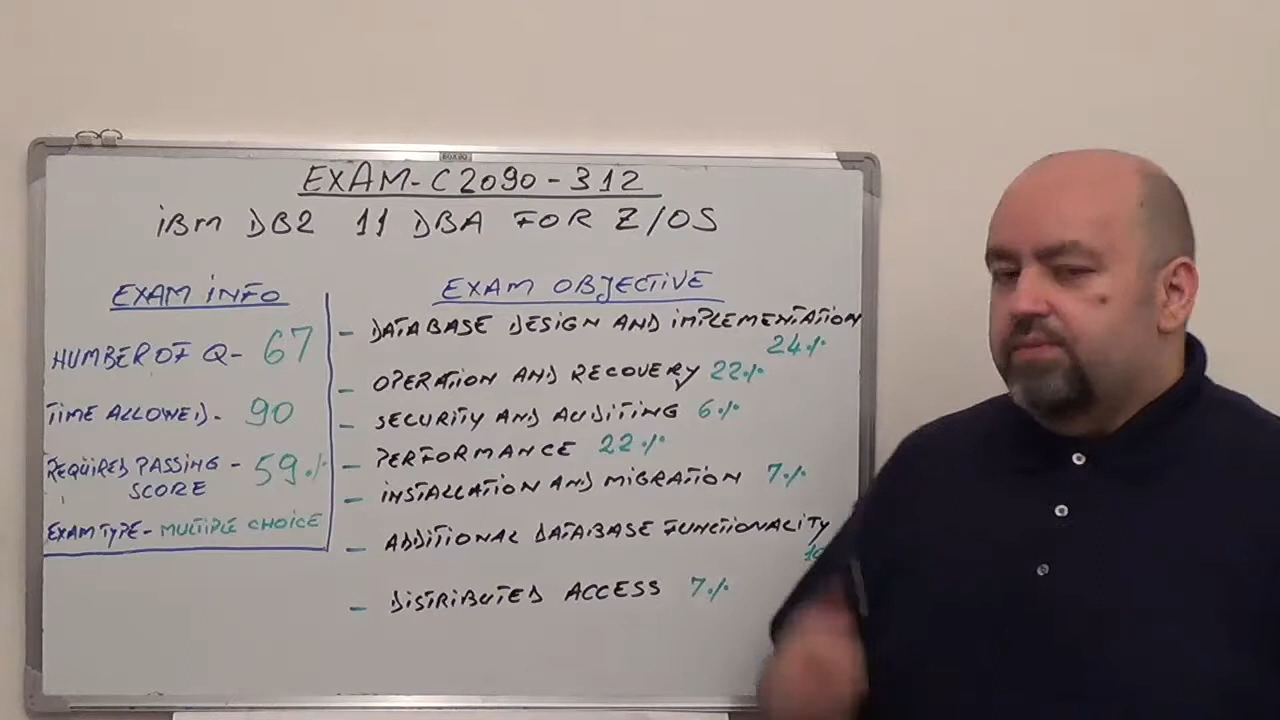 EXAM-C2090-312
iBM DB2 11 DBA FOR Z/OS
EXAM iNFO
NUMBER OF Q- 67
TIME ALLOWED- 90
REQUIRED PASSING SCORE - 59%
EXAM TYPE- MULTIPLE CHOICE
EXAM OBJECTIVE
- DATABASE DESIGN AND IMPLEMENTATION
24%
- OPERATION AND RECOVERY 22%
- SECURITY AND AUDITING 6%
- PERFORMANCE 22%
- INSTALLATION AND MIGRATION 7%
- ADDITIONAL DATABASE FUNCTIONALITY
- DISTRIBUTED ACCESS 7%